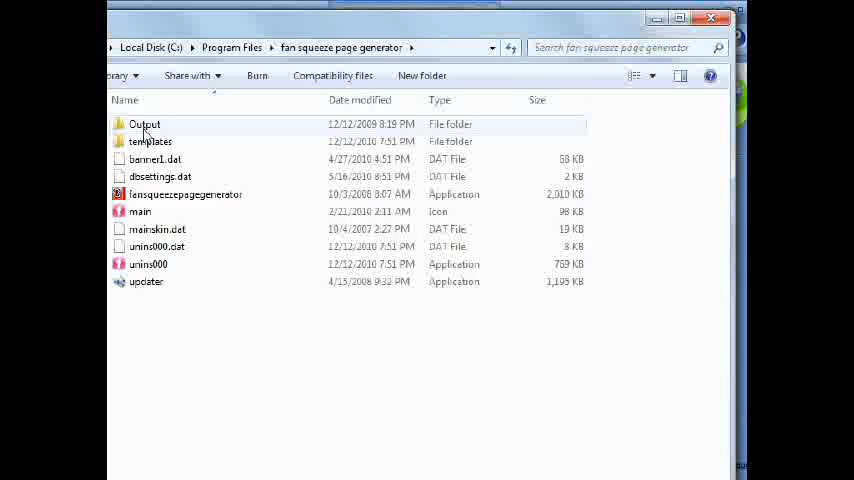 Local Disk (C:) Program Files fan squeeze page generator Search fan squeeze page generator
Share with Burn Compatibility files New folder
Name Date modified Type Size
Output 12/12/2009 8:19 PM File folder
templates 12/12/2010 7:51 PM File folder
banner1.dat 4/27/2010 4:51 PM DAT File 68 KB
dbsettings.dat 5/16/2010 8:51 PM DAT File 2 KB
fansqueezepagegenerator 10/3/2008 8:07 AM Application 2,010 KB
main 2/21/2010 2:11 AM Icon 98 KB
mainskin.dat 10/4/2007 2:27 PM DAT File 19 KB
unins000.dat 12/12/2010 7:51 PM DAT File 8 KB
unins000 12/12/2010 7:51 PM Application 769 KB
updater 4/15/2008 9:32 PM Application 1,195 KB